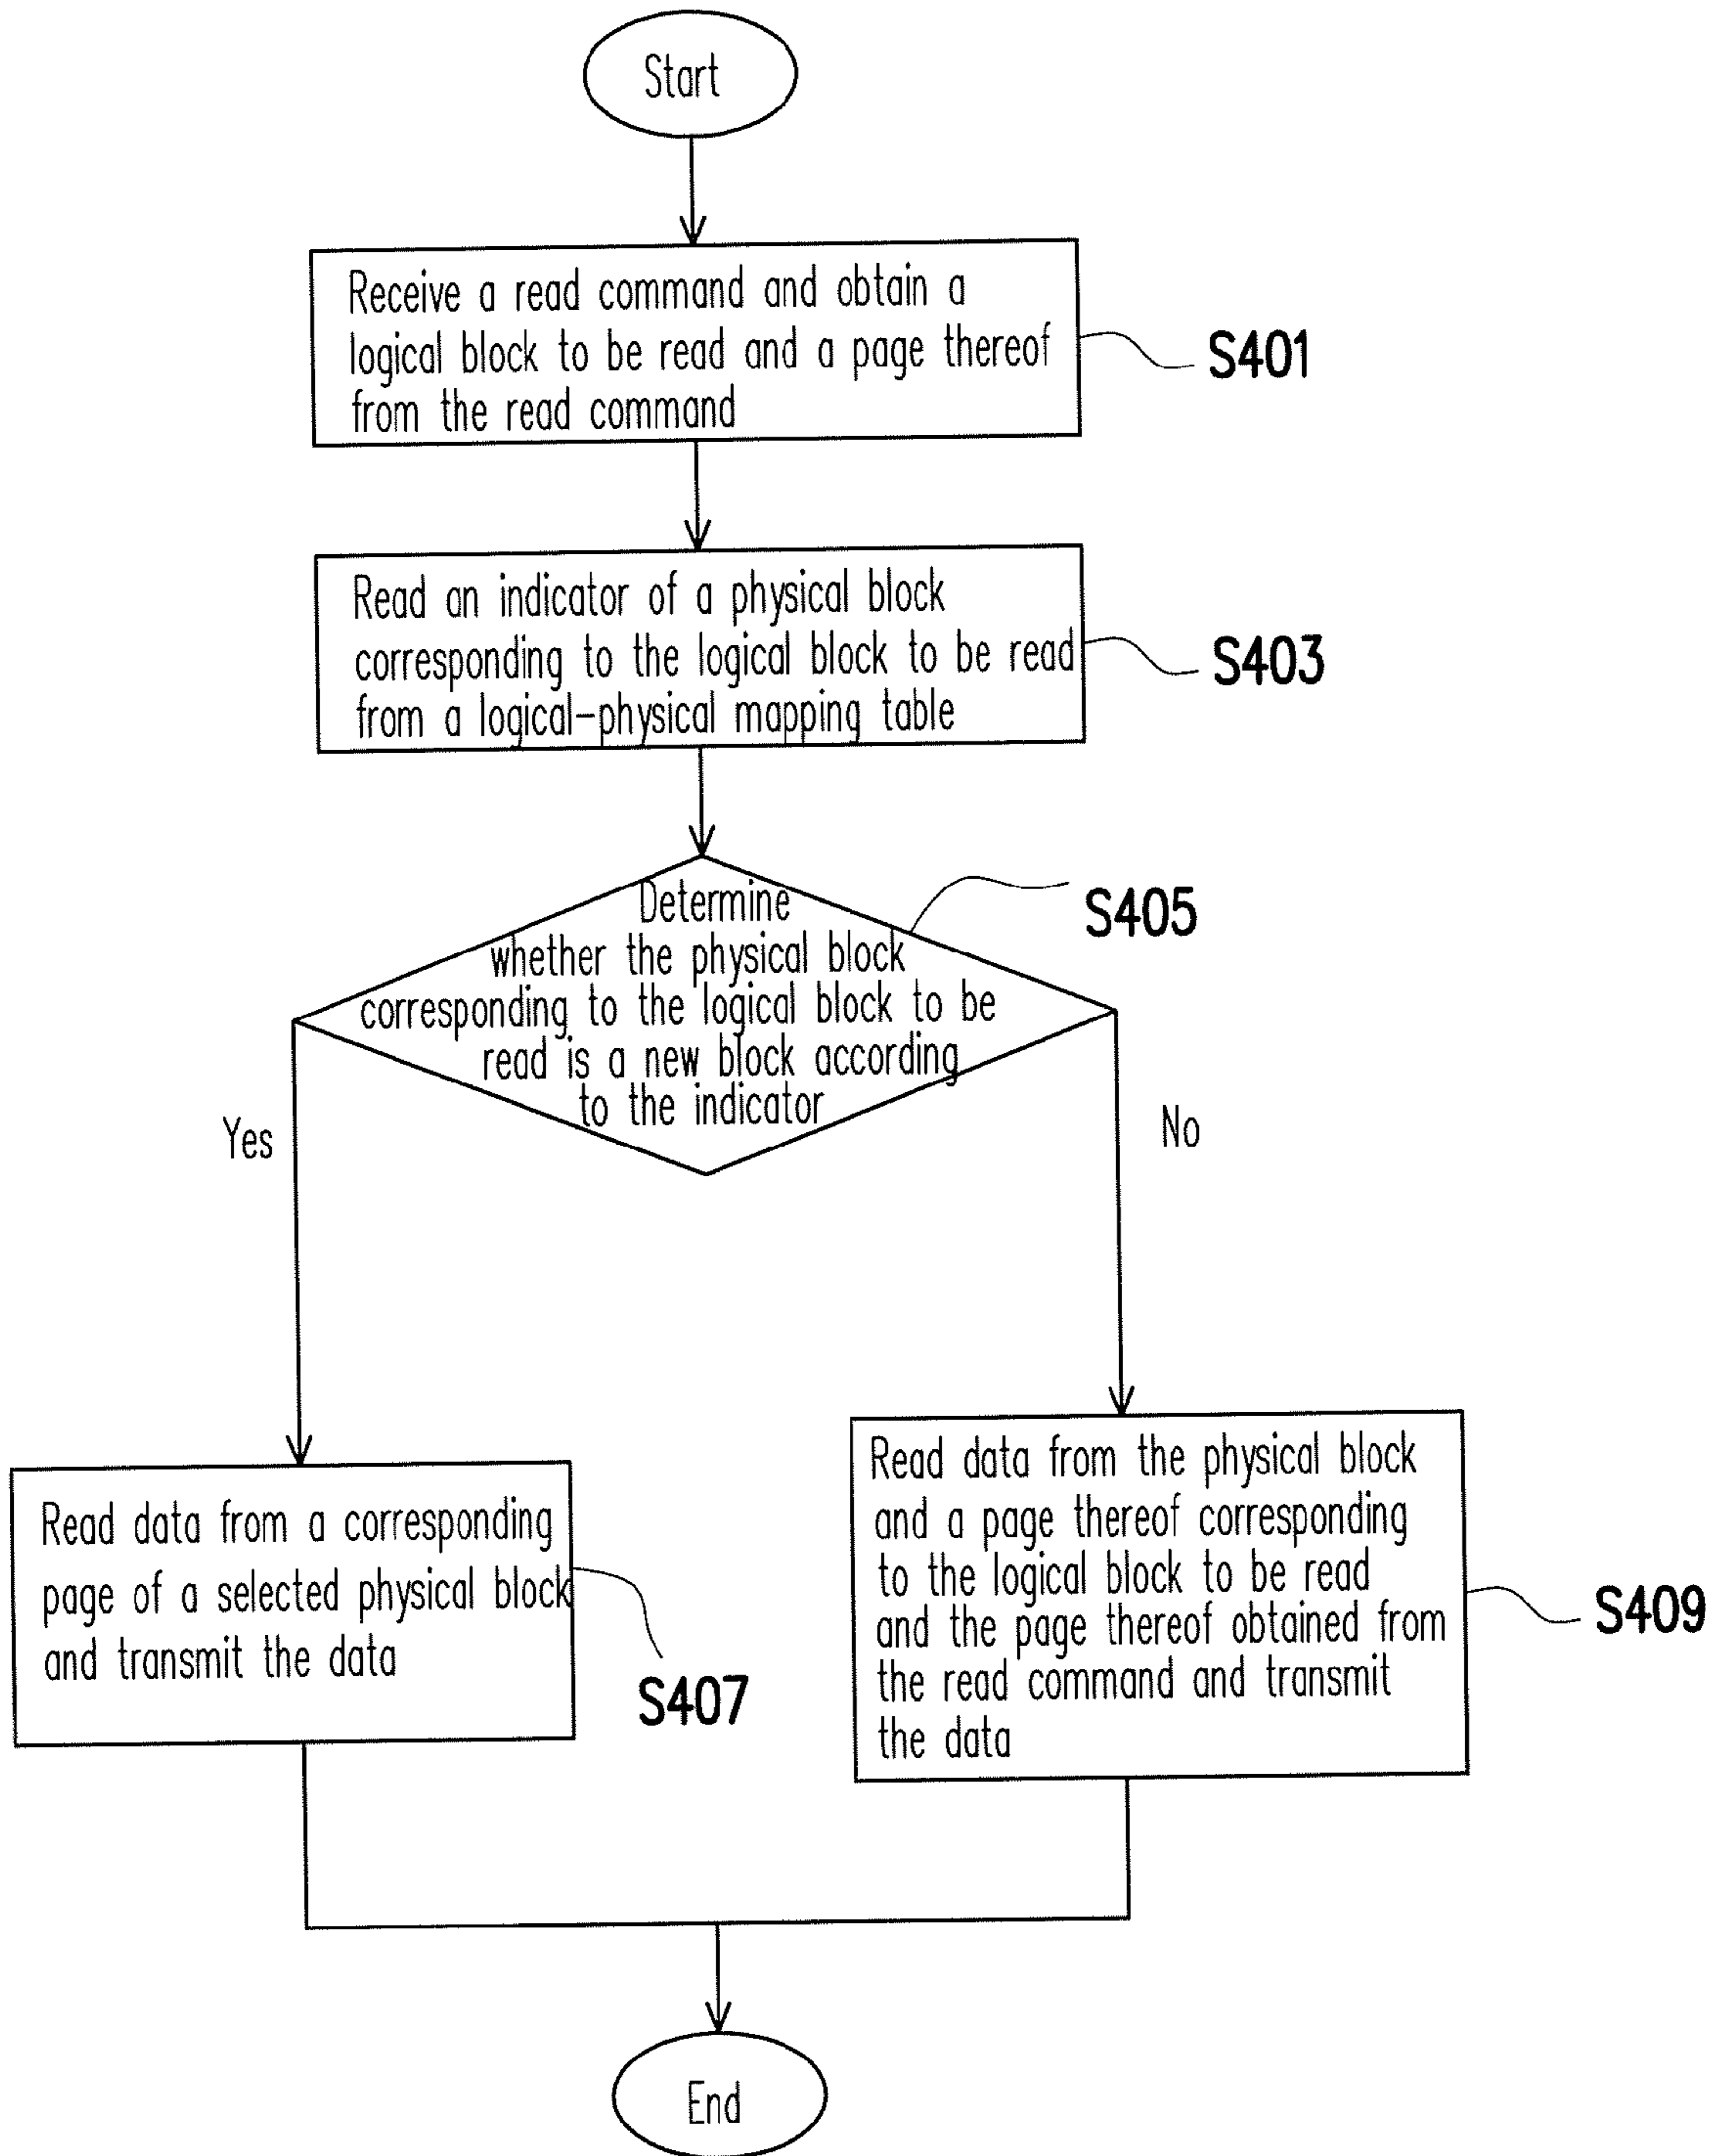 Start
Receive a read command and obtain a
logical block to be read and a page thereof
from the read command
S401
Read an indicator of a physical block
corresponding to the logical block to be read
from a logical-physical mapping table
S403
Determine
whether the physical block
corresponding to the logical block to be
read is a new block according
to the indicator
S405
Yes
No
Read data from a corresponding
page of a selected physical block
and transmit the data
S407
Read data from the physical block
and a page thereof corresponding
to the logical block to be read
and the page thereof obtained from
the read command and transmit
the data
S409
End